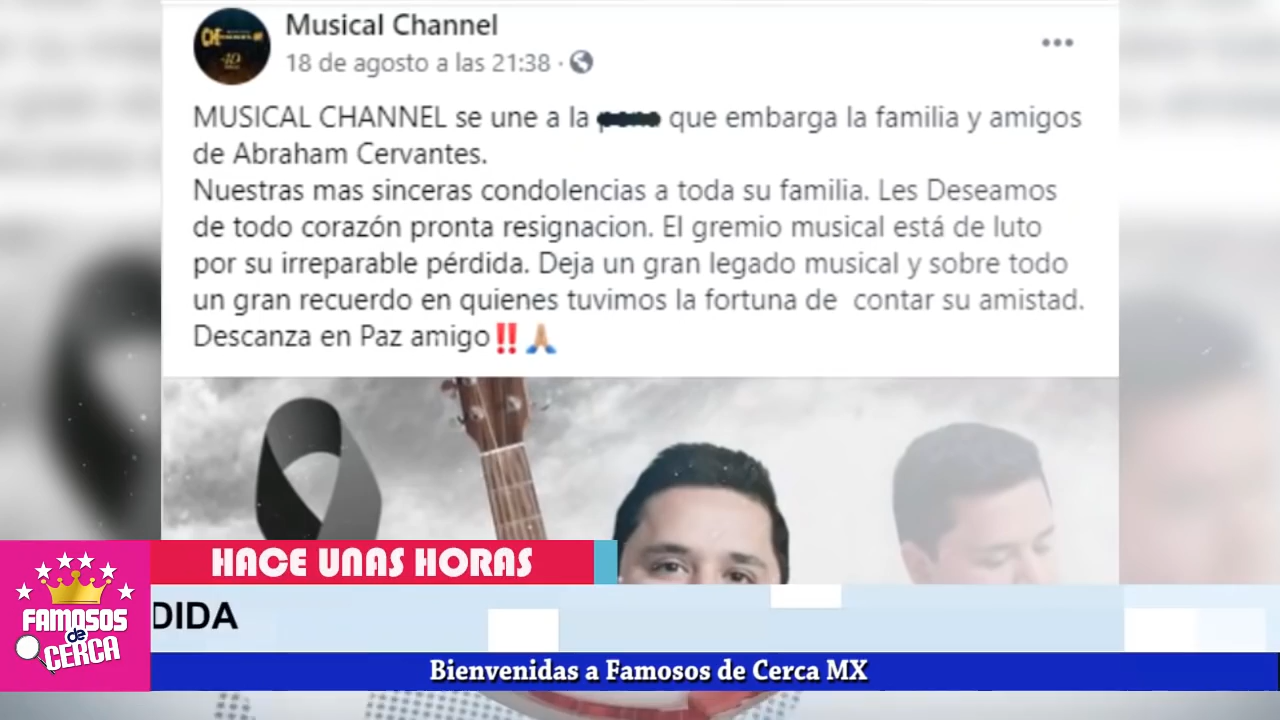 Musical Channel
18 de agosto a las 21:38 ·
MUSICAL CHANNEL se une a la que embarga la familia y amigos
de Abraham Cervantes.
Nuestras mas sinceras condolencias a toda su familia. Les Deseamos
de todo corazón pronta resignacion. El gremio musical está de luto
por su irreparable pérdida. Deja un gran legado musical y sobre todo
un gran recuerdo en quienes tuvimos la fortuna de contar su amistad.
Descanza en Paz amigo‼️🙏🏽
HACE UNAS HORAS
DIDA
FAMOSOS
de
CERCA
Bienvenidas a Famosos de Cerca MX